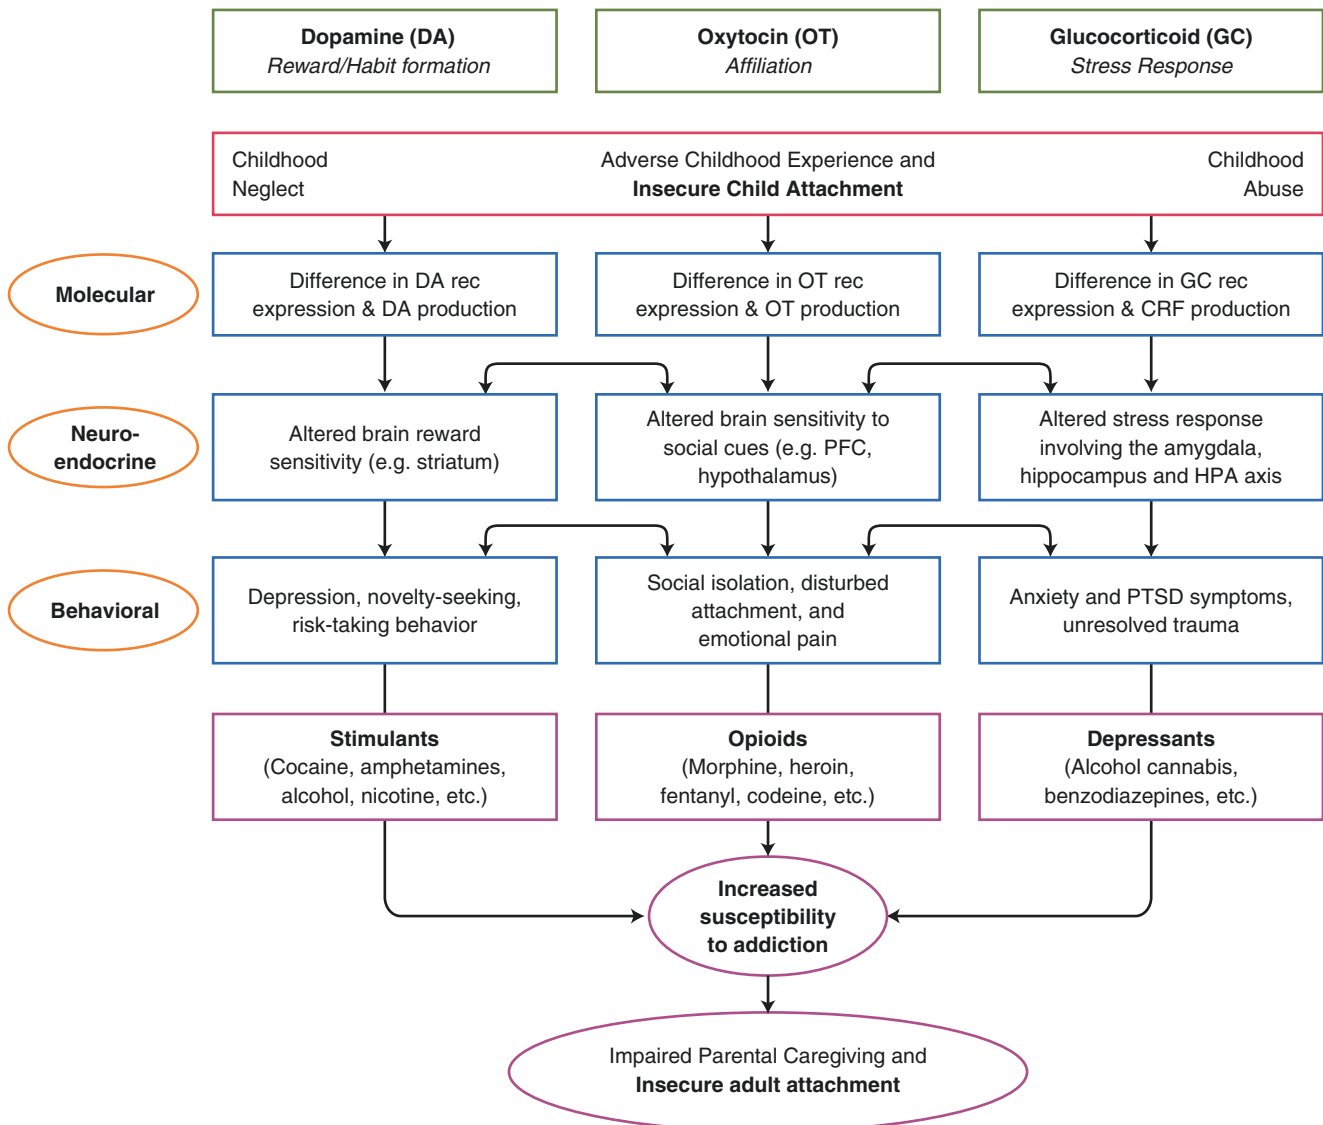 Dopamine (DA)
Reward/Habit formation
Oxytocin (OT)
Affiliation
Glucocorticoid (GC)
Stress Response
Childhood
Neglect
Adverse Childhood Experience and
Insecure Child Attachment
Childhood
Abuse
Molecular
Difference in DA rec
expression & DA production
Difference in OT rec
expression & OT production
Difference in GC rec
expression & CRF production
Neuro-
endocrine
Altered brain reward
sensitivity (e.g. striatum)
Altered brain sensitivity to
social cues (e.g. PFC,
hypothalamus)
Altered stress response
involving the amygdala,
hippocampus and HPA axis
Behavioral
Depression, novelty-seeking,
risk-taking behavior
Social isolation, disturbed
attachment, and
emotional pain
Anxiety and PTSD symptoms,
unresolved trauma
Stimulants
(Cocaine, amphetamines,
alcohol, nicotine, etc.)
Opioids
(Morphine, heroin,
fentanyl, codeine, etc.)
Depressants
(Alcohol cannabis,
benzodiazepines, etc.)
Increased
susceptibility
to addiction
Impaired Parental Caregiving and
Insecure adult attachment